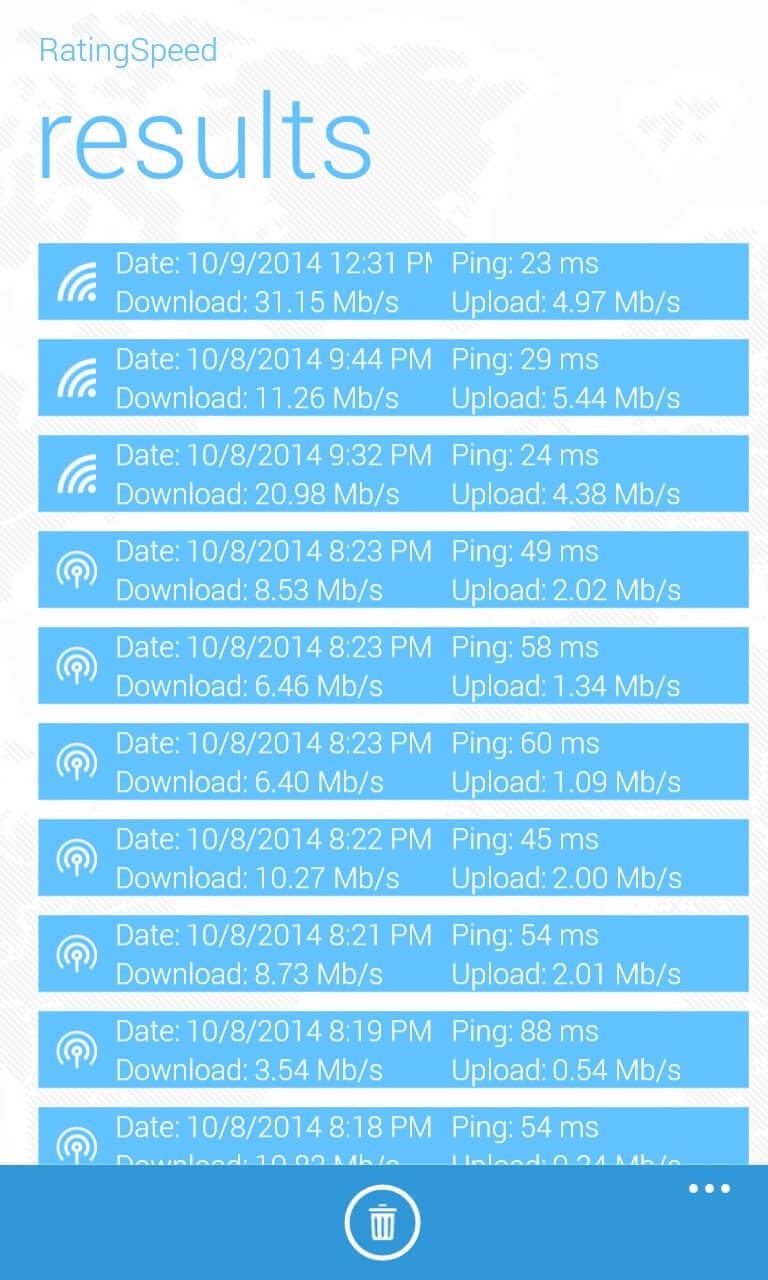 RatingSpeed
results
Date: 10/9/2014 12:31 PM Ping: 23 ms
Download: 31.15 Mb/s Upload: 4.97 Mb/s
Date: 10/8/2014 9:44 PM Ping: 29 ms
Download: 11.26 Mb/s Upload: 5.44 Mb/s
Date: 10/8/2014 9:32 PM Ping: 24 ms
Download: 20.98 Mb/s Upload: 4.38 Mb/s
Date: 10/8/2014 8:23 PM Ping: 49 ms
Download: 8.53 Mb/s Upload: 2.02 Mb/s
Date: 10/8/2014 8:23 PM Ping: 58 ms
Download: 6.46 Mb/s Upload: 1.34 Mb/s
Date: 10/8/2014 8:23 PM Ping: 60 ms
Download: 6.40 Mb/s Upload: 1.09 Mb/s
Date: 10/8/2014 8:22 PM Ping: 45 ms
Download: 10.27 Mb/s Upload: 2.00 Mb/s
Date: 10/8/2014 8:21 PM Ping: 54 ms
Download: 8.73 Mb/s Upload: 2.01 Mb/s
Date: 10/8/2014 8:19 PM Ping: 88 ms
Download: 3.54 Mb/s Upload: 0.54 Mb/s
Date: 10/8/2014 8:18 PM Ping: 54 ms
Download: Mb/s Upload: Mb/s